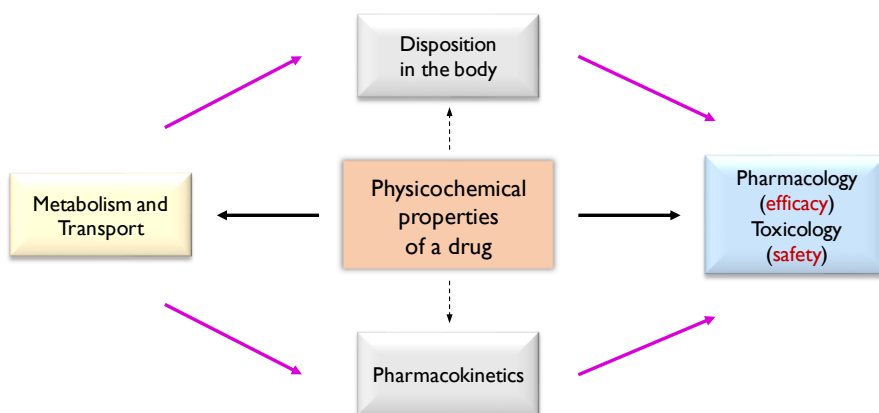 Disposition
in the body
Metabolism and
Transport
Physicochemical
properties
of a drug
Pharmacology
(efficacy)
Toxicology
(safety)
Pharmacokinetics